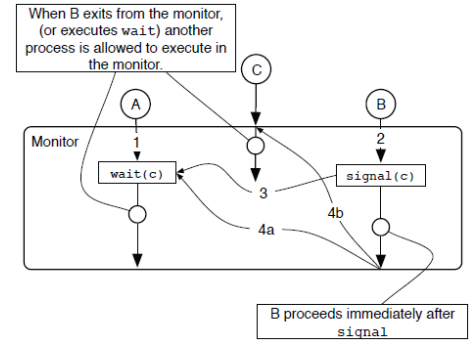 When B exits from the monitor,
(or executes wait) another
process is allowed to execute in
the monitor.
C
A
B
Monitor
1
2
wait(c)
signal(c)
3
4b
4a
B proceeds immediately after
signal